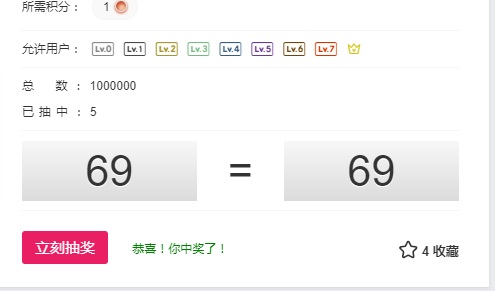 所需积分： 1
允许用户： Lv.0 Lv.1 Lv.2 Lv.3 Lv.4 Lv.5 Lv.6 Lv.7
总 数 ： 1000000
已 抽 中 ： 5
69 = 69
立刻抽奖 恭喜！你中奖了！ 4 收藏